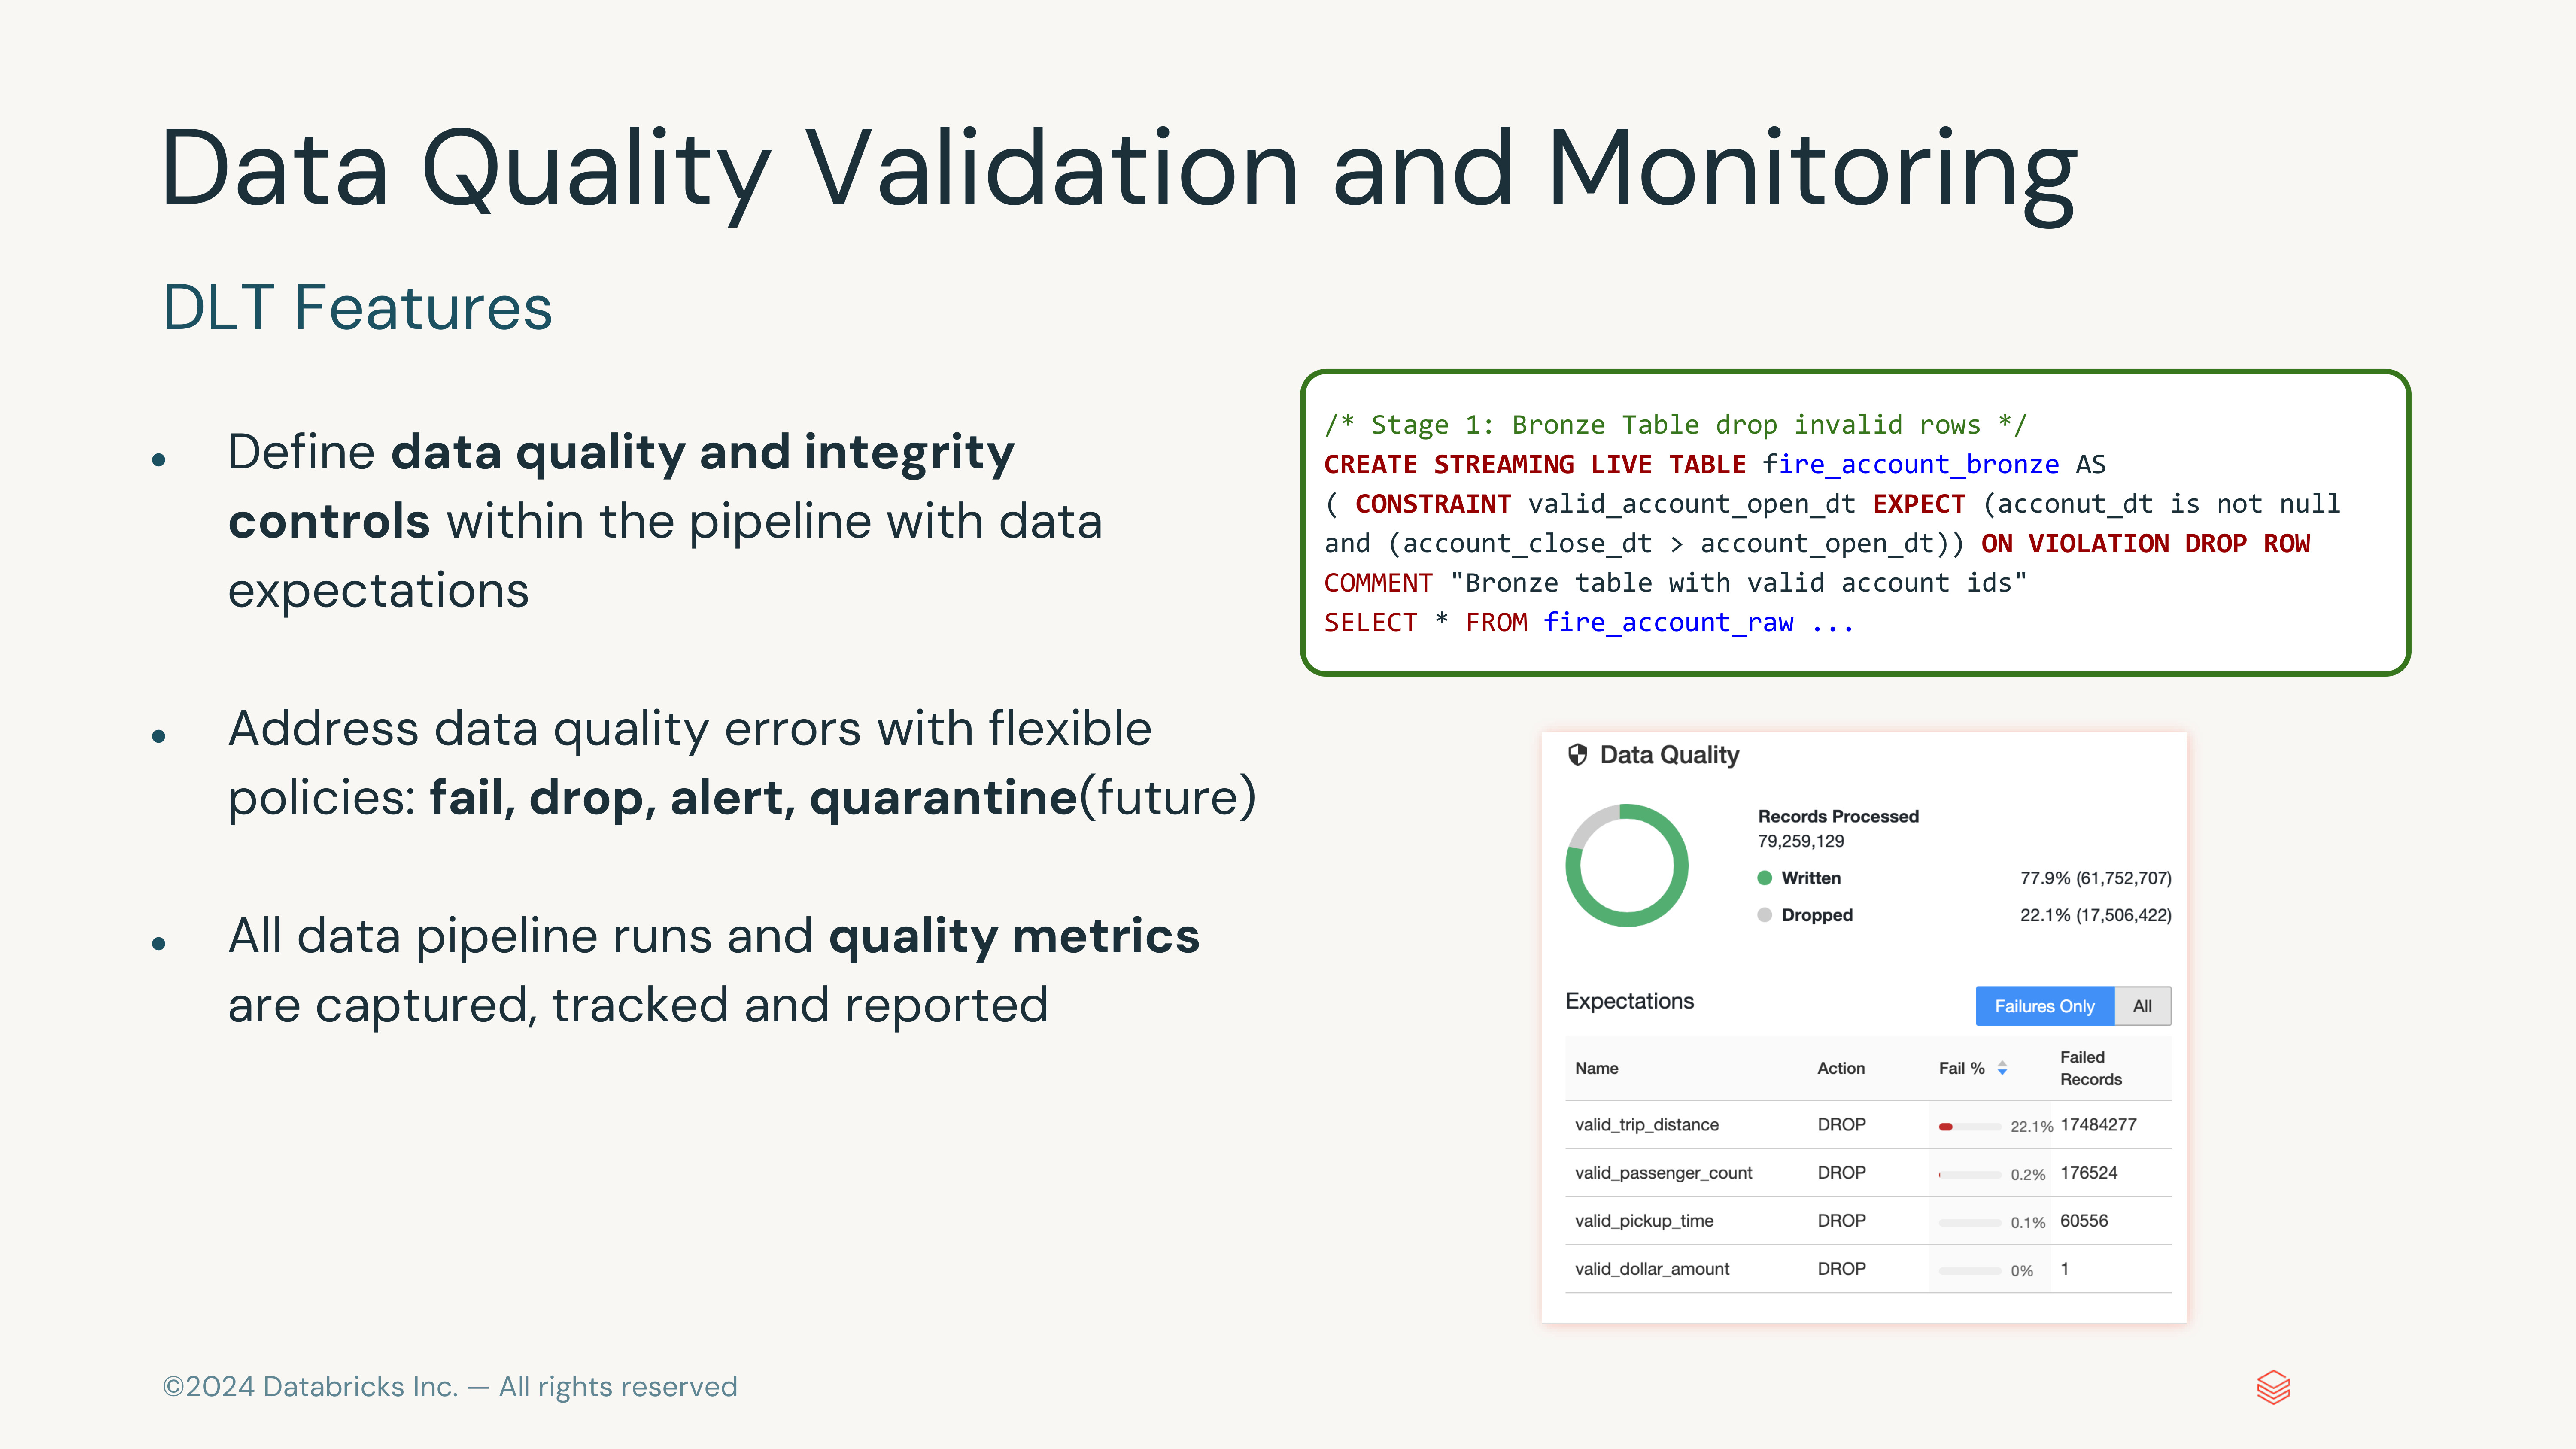 Data Quality Validation and Monitoring
DLT Features
• Define data quality and integrity
controls within the pipeline with data
expectations
• Address data quality errors with flexible
policies: fail, drop, alert, quarantine(future)
• All data pipeline runs and quality metrics
are captured, tracked and reported
/* Stage 1: Bronze Table drop invalid rows */
CREATE STREAMING LIVE TABLE fire_account_bronze AS
( CONSTRAINT valid_account_open_dt EXPECT (acconut_dt is not null
and (account_close_dt > account_open_dt)) ON VIOLATION DROP ROW
COMMENT "Bronze table with valid account ids"
SELECT * FROM fire_account_raw ...
Data Quality
Records Processed
79,259,129
Written 77.9% (61,752,707)
Dropped 22.1% (17,506,422)
Expectations Failures Only All
Name Action Fail % Failed Records
valid_trip_distance DROP 22.1% 17484277
valid_passenger_count DROP 0.2% 176524
valid_pickup_time DROP 0.1% 60556
valid_dollar_amount DROP 0% 1
©2024 Databricks Inc. — All rights reserved